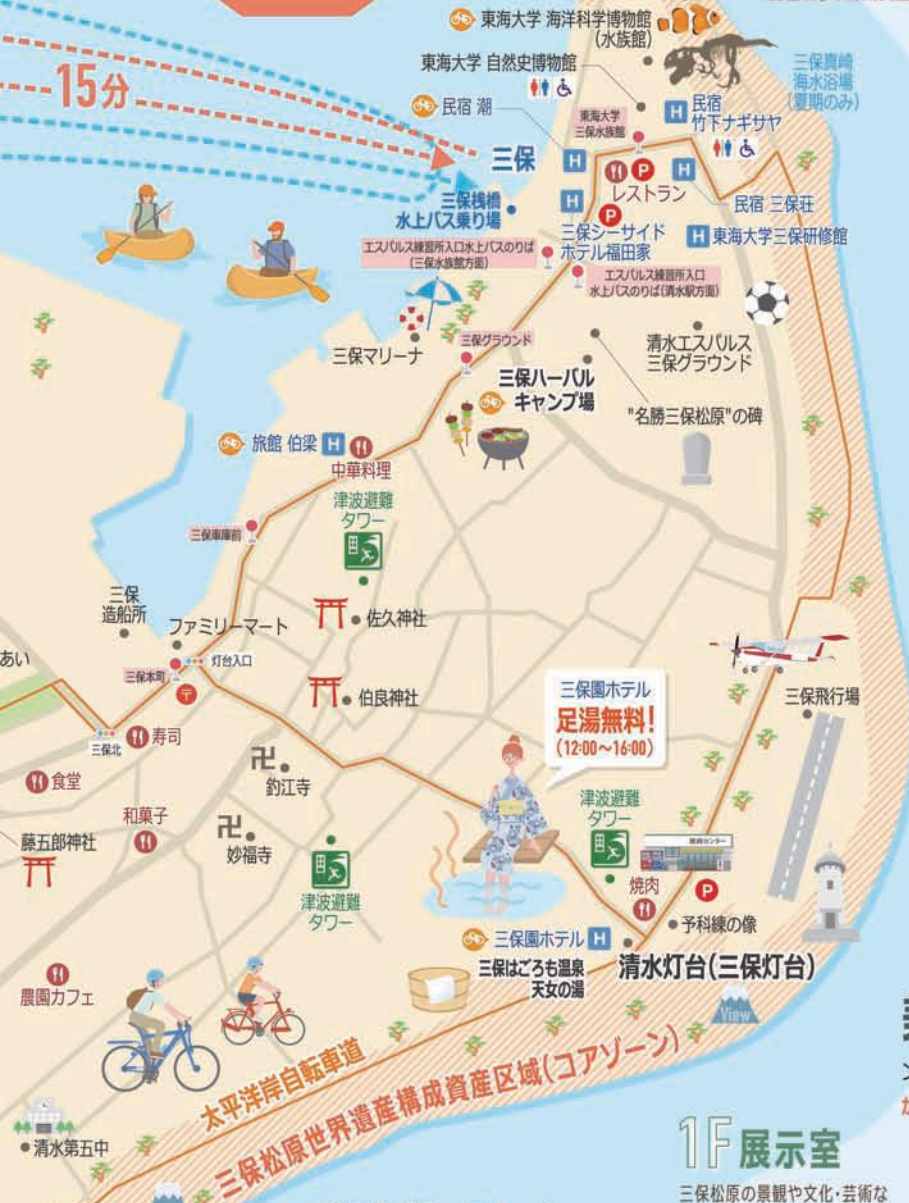 東海大学 海洋科学博物館
(水族館)
東海大学 自然史博物館
三保真崎
海水浴場
(夏期のみ)
15分
民宿 潮
東海大学
三保水族館
民宿
竹下ナギサヤ
三保
レストラン
民宿 三保荘
三保桟橋
水上バス乗り場
三保シーサイド
ホテル福田家
東海大学三保研修館
エスパルス練習所入口水上バスのりば
(三保水族館方面)
エスパルス練習所入口
水上バスのりば(清水駅方面)
三保マリーナ
三保グラウンド
清水エスパルス
三保グラウンド
三保ハーバル
キャンプ場
"名勝三保松原"の碑
旅館 伯梁
中華料理
津波避難
タワー
三保車庫前
三保
造船所
ファミリーマート
佐久神社
あい
灯台入口
三保本町
伯良神社
三保園ホテル
足湯無料!
(12:00〜16:00)
三保飛行場
三保北
寿司
釣江寺
食堂
和菓子
妙福寺
藤五郎神社
津波避難
タワー
津波避難
タワー
焼肉
予科練の像
三保園ホテル
三保はごろも温泉
天女の湯
清水灯台(三保灯台)
農園カフェ
View
太平洋岸自転車道
三保松原世界遺産構成資産区域(コアゾーン)
清水第五中
1F 展示室
三保松原の景観や文化・芸術な